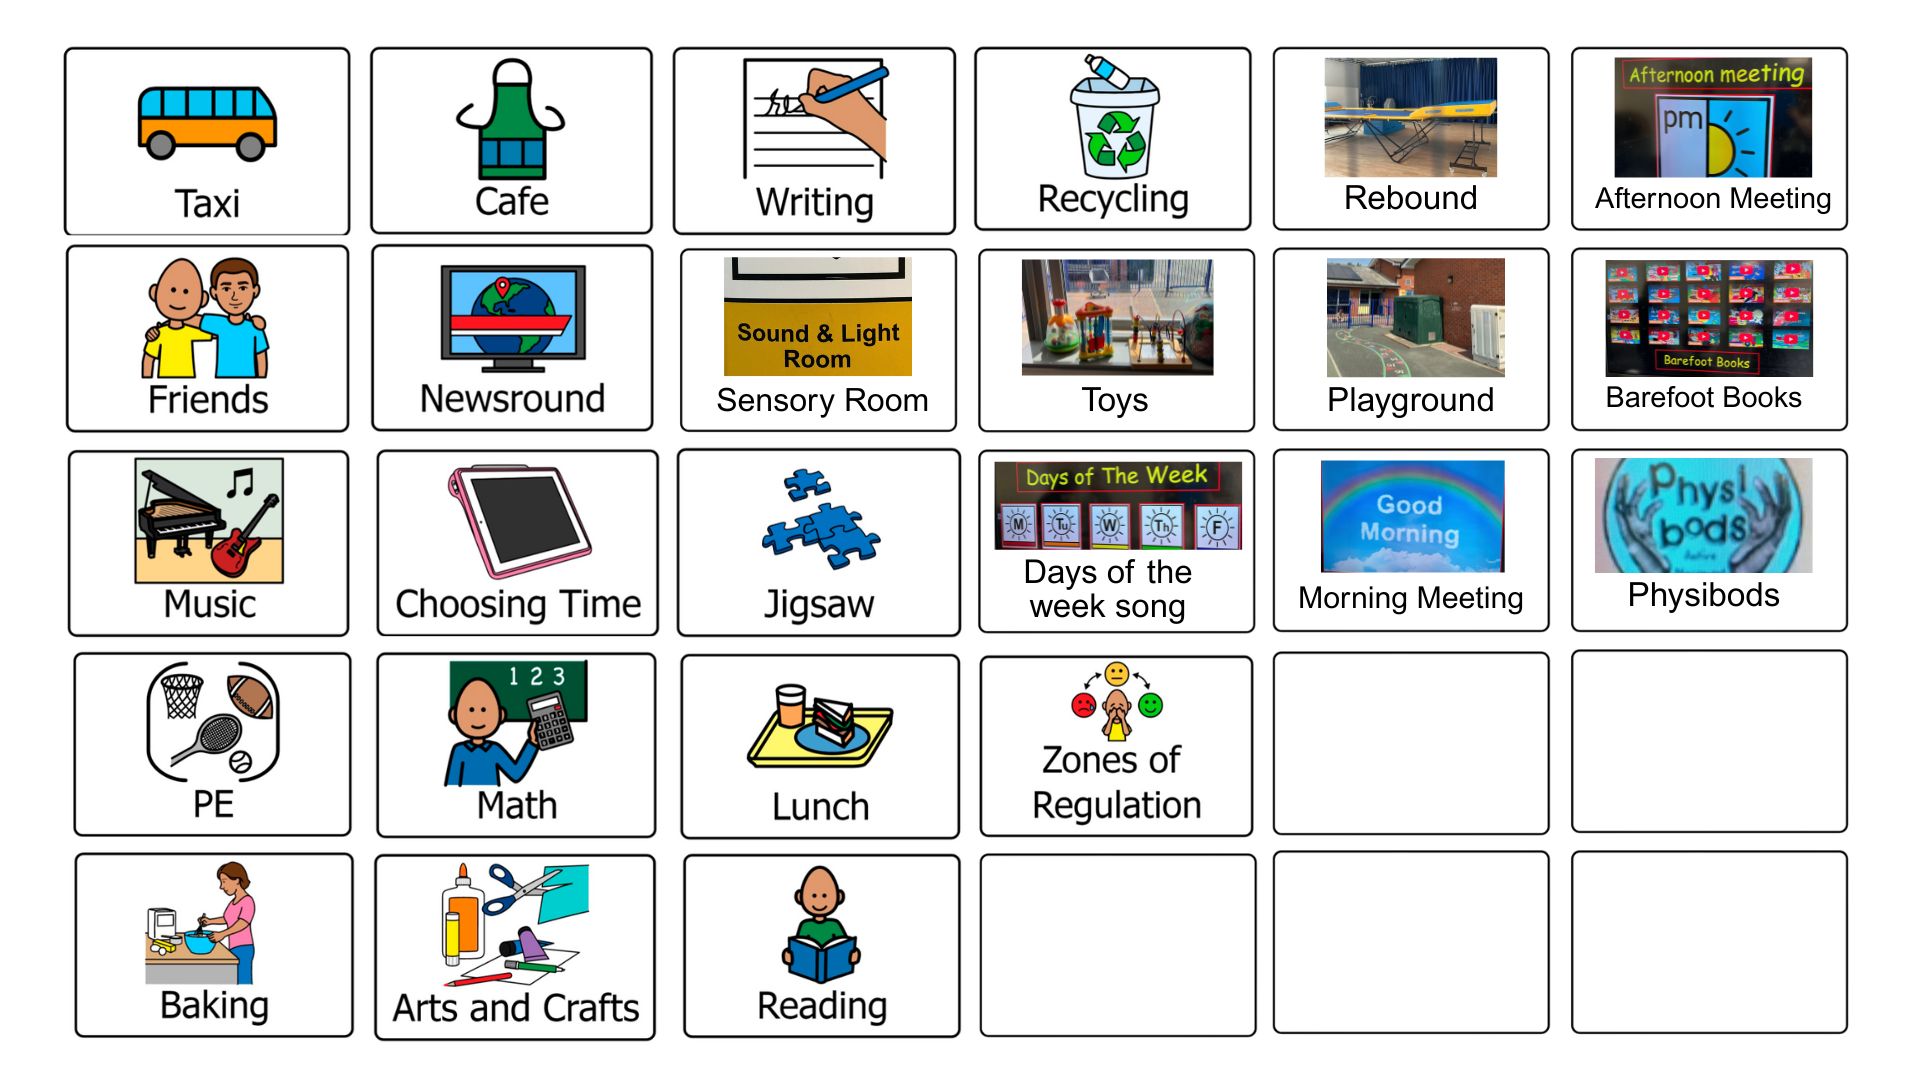 Taxi
Cafe
Writing
Recycling
Rebound
Afternoon meeting
pm
Afternoon Meeting
Friends
Newsround
Sound & Light
Room
Sensory Room
Toys
Playground
Barefoot Books
Barefoot Books
Music
Choosing Time
Jigsaw
Days of The Week
M Tu W Th F
Days of the
week song
Good
Morning
Morning Meeting
Physi
bods
Physibods
PE
1 2 3
Math
Lunch
Zones of
Regulation
Baking
Arts and Crafts
Reading